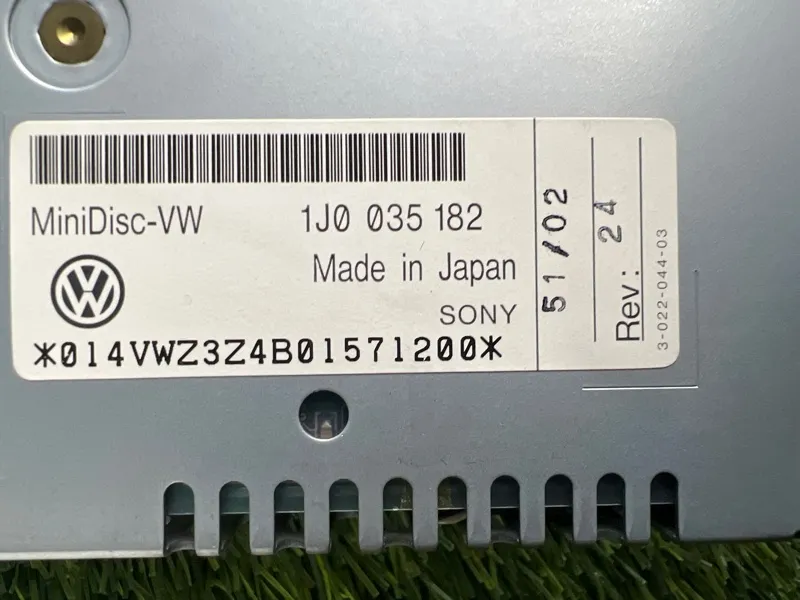 MiniDisc-VW 1J0 035 182
Made in Japan
SONY
*014VWZ3Z4B01571200*
51/02
Rev: 24
3-022-044-03